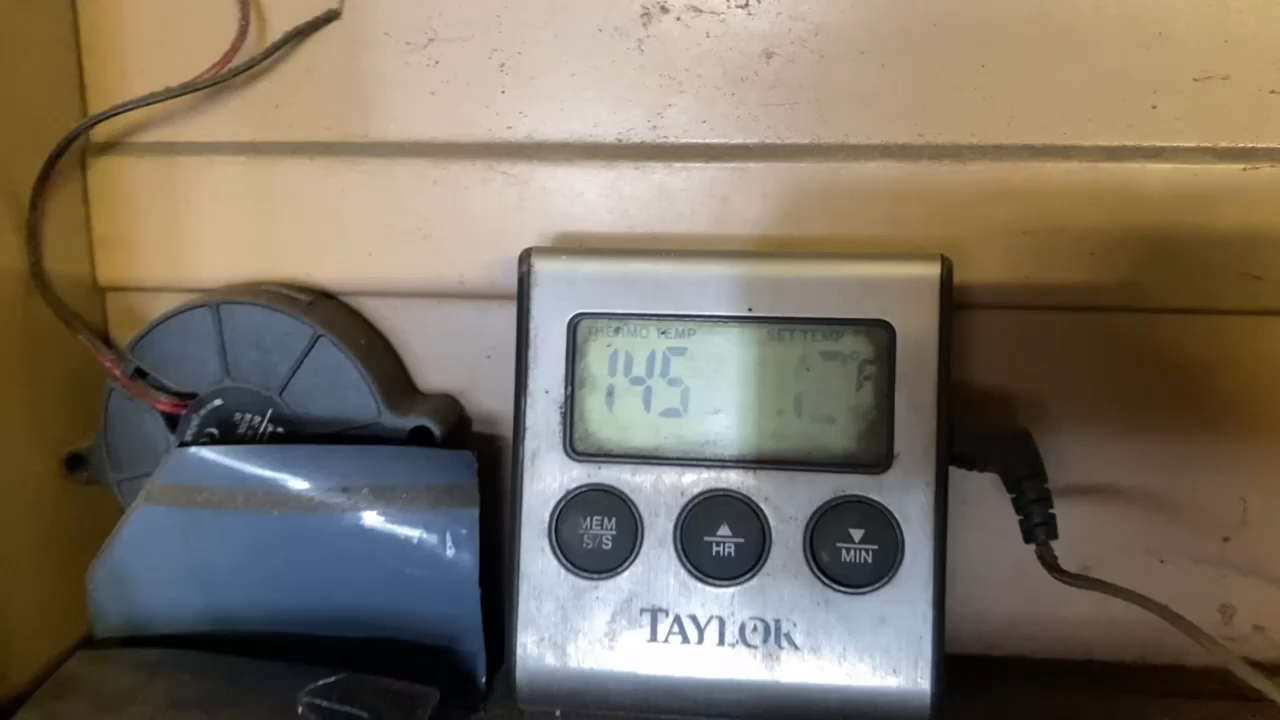 THERMO TEMP SET TEMP
145 °F
MEM
S/S
HR
MIN
TAYLOR